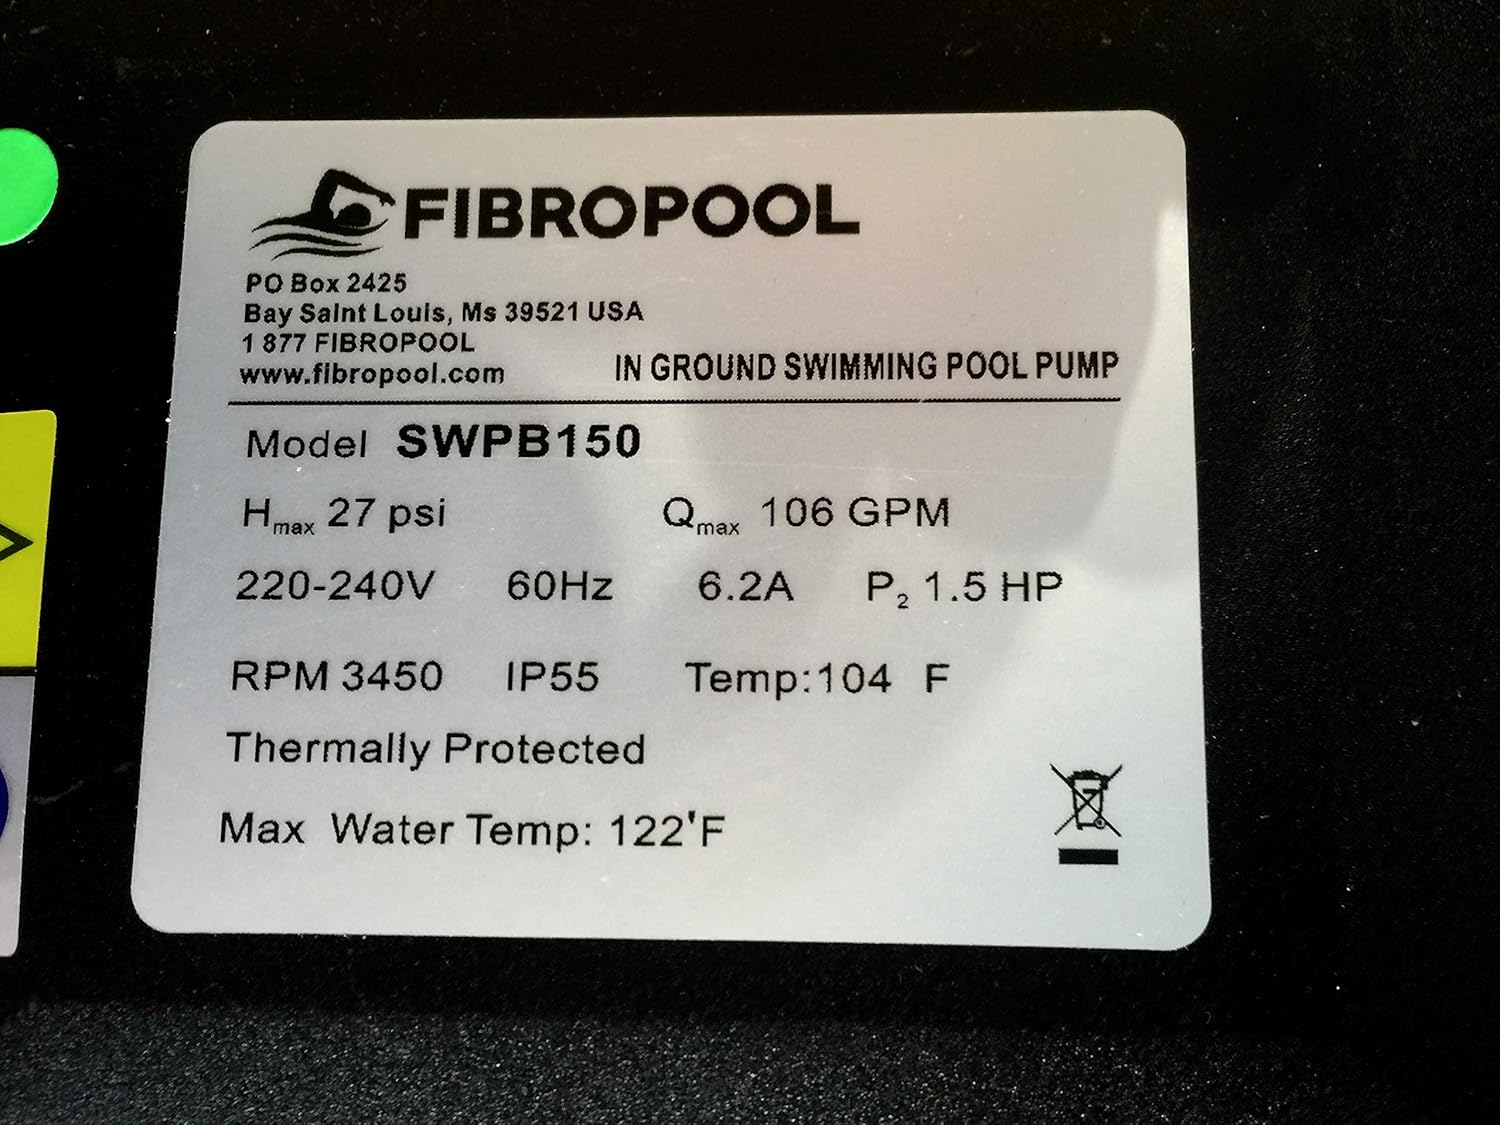 FIBROPOOL
PO Box 2425
Bay Saint Louis, Ms 39521 USA
1 877 FIBROPOOL
www.fibropool.com
IN GROUND SWIMMING POOL PUMP
Model SWPB150
Hmax 27 psi Qmax 106 GPM
220-240V 60Hz 6.2A P2 1.5 HP
RPM 3450 IP55 Temp:104 F
Thermally Protected
Max Water Temp: 122'F